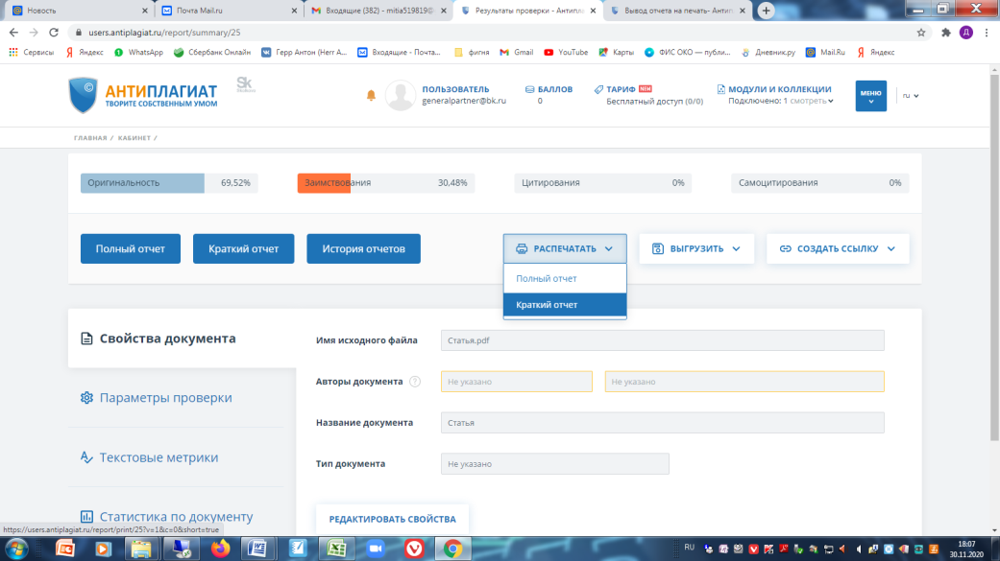 Новость
Почта Mail.ru
Входящие (382) - mitia519819@
Результаты проверки - Антипла
Вывод отчета на печать- Антип
users.antiplagiat.ru/report/summary/25
Д
Сервисы
Яндекс
WhatsApp
Сбербанк Онлайн
Герр Антон (Herr A...
Входящие - Почта...
фигня
Gmail
YouTube
Карты
ФИС ОКО — публи...
Дневник.ру
Mail.Ru
Яндекс
АНТИПЛАГИАТ
ТВОРИТЕ СОБСТВЕННЫМ УМОМ
Sk
ПОЛЬЗОВАТЕЛЬ
generalpartner@bk.ru
БАЛЛОВ
0
ТАРИФ NEW
Бесплатный доступ (0/0)
МОДУЛИ И КОЛЛЕКЦИИ
Подключено: 1 смотреть
МЕНЮ
ru
ГЛАВНАЯ / КАБИНЕТ /
Оригинальность 69,52%
Заимствования 30,48%
Цитирования 0%
Самоцитирования 0%
Полный отчет
Краткий отчет
История отчетов
РАСПЕЧАТАТЬ
ВЫГРУЗИТЬ
СОЗДАТЬ ССЫЛКУ
Полный отчет
Краткий отчет
Свойства документа
Параметры проверки
Текстовые метрики
Статистика по документу
Имя исходного файла Статья.pdf
Авторы документа ? Не указано Не указано
Название документа Статья
Тип документа Не указано
РЕДАКТИРОВАТЬ СВОЙСТВА
https://users.antiplagiat.ru/report/print/25?v=1&c=0&short=true
RU
18:07
30.11.2020